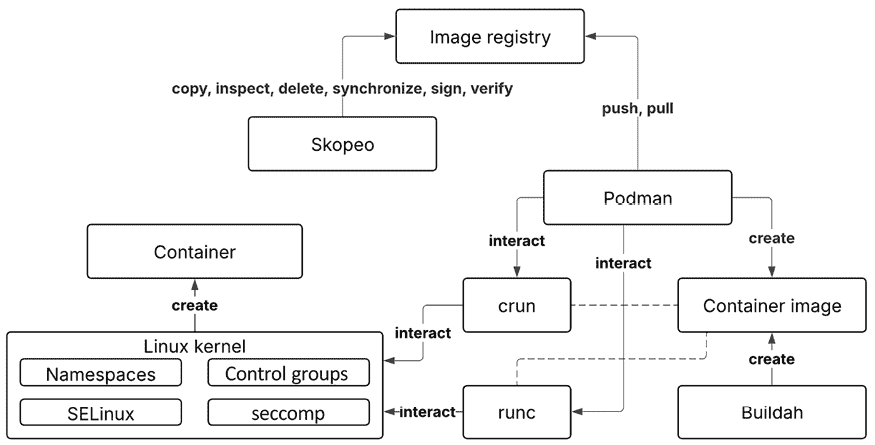 Image registry
copy, inspect, delete, synchronize, sign, verify
push, pull
Skopeo
Podman
interact
create
Container
interact
create
crun
Container image
interact
Linux kernel
Namespaces
Control groups
create
SELinux
seccomp
interact
runc
Buildah